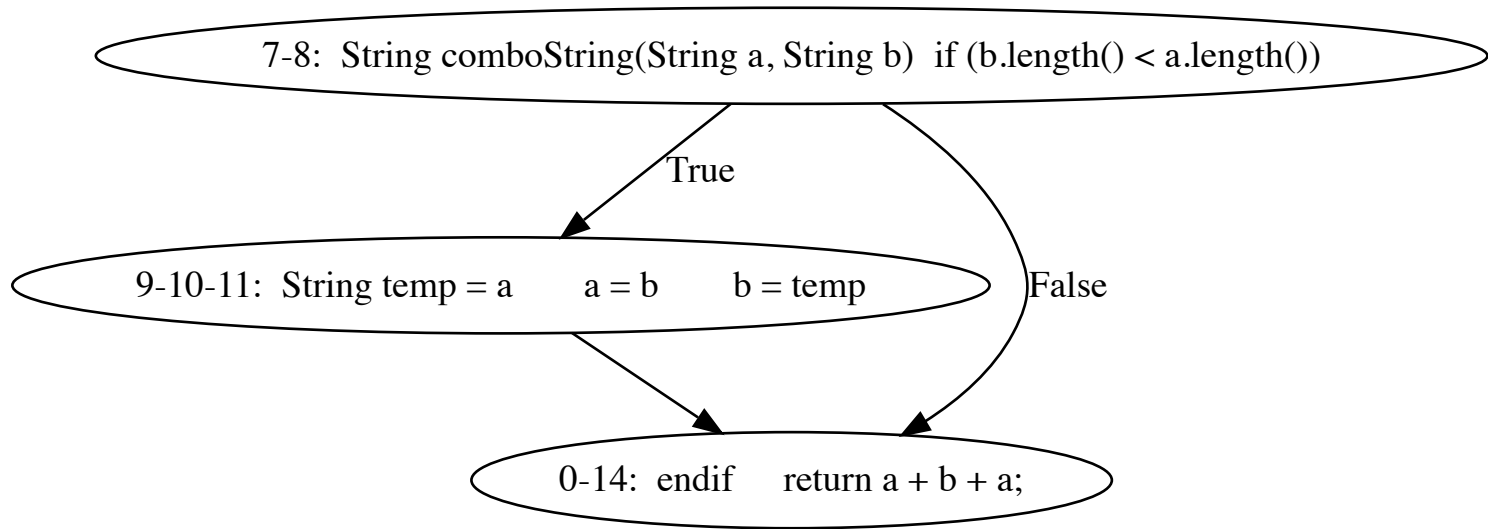 7-8:  String comboString(String a, String b)  if (b.length() < a.length())
True
9-10-11:  String temp = a        a = b        b = temp
False
0-14:  endif     return a + b + a;